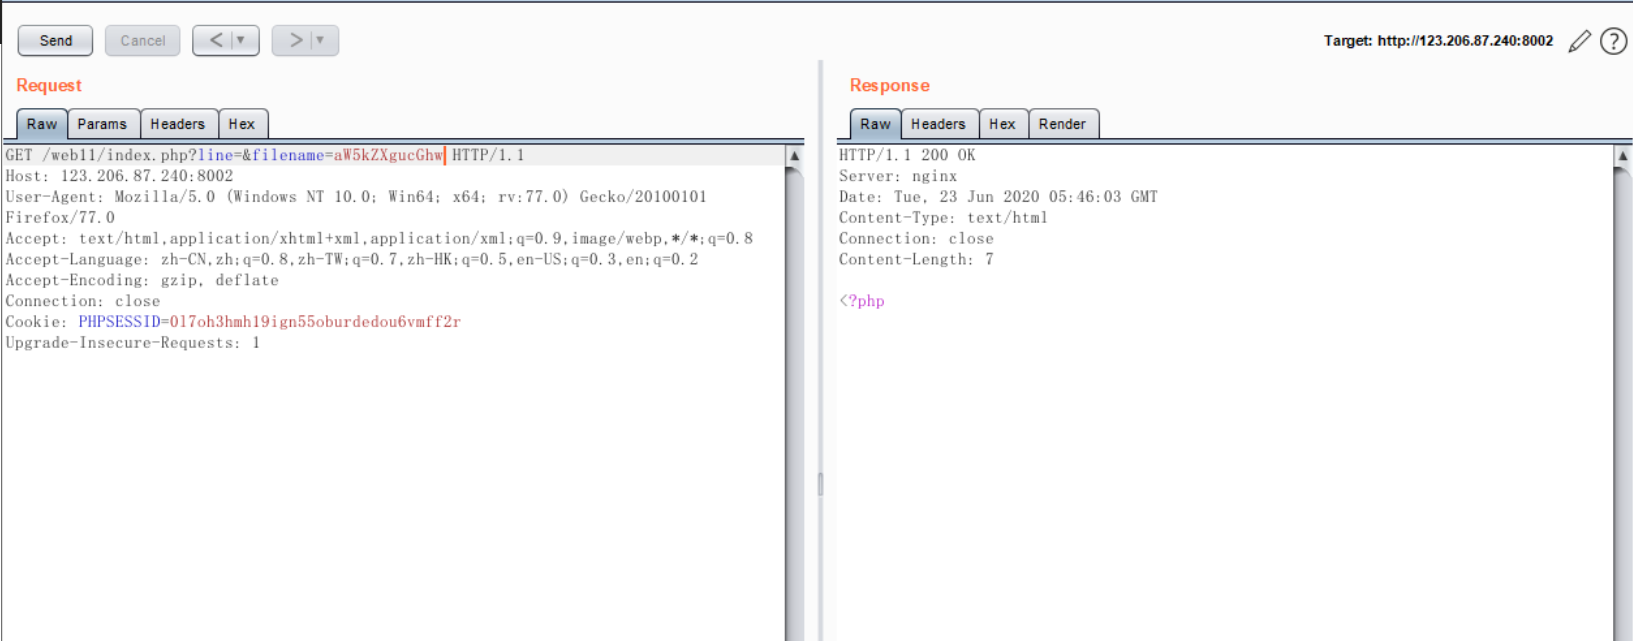 Send Cancel < > Target: http://123.206.87.240:8002 ?
Request
Raw Params Headers Hex
GET /web11/index.php?line=&filename=aW5kZXgucGhw HTTP/1.1
Host: 123.206.87.240:8002
User-Agent: Mozilla/5.0 (Windows NT 10.0; Win64; x64; rv:77.0) Gecko/20100101
Firefox/77.0
Accept: text/html,application/xhtml+xml,application/xml;q=0.9,image/webp,*/*;q=0.8
Accept-Language: zh-CN,zh;q=0.8,zh-TW;q=0.7,zh-HK;q=0.5,en-US;q=0.3,en;q=0.2
Accept-Encoding: gzip, deflate
Connection: close
Cookie: PHPSESSID=0l7oh3hmh19ign55oburdedou6vmff2r
Upgrade-Insecure-Requests: 1
Response
Raw Headers Hex Render
HTTP/1.1 200 OK
Server: nginx
Date: Tue, 23 Jun 2020 05:46:03 GMT
Content-Type: text/html
Connection: close
Content-Length: 7
<?php